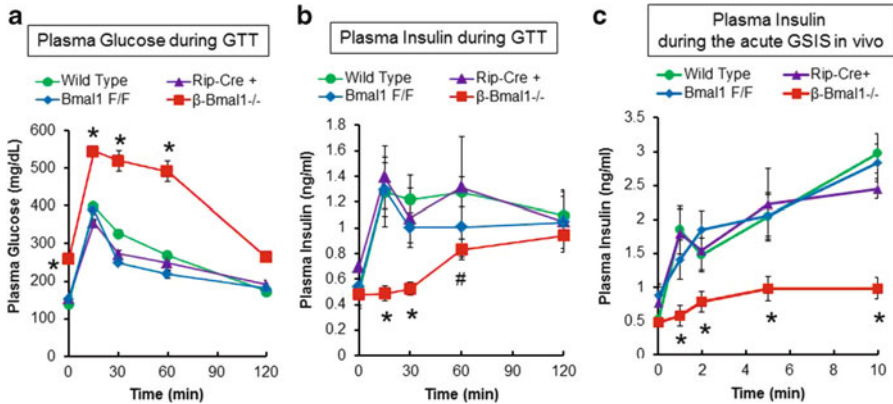 a
Plasma Glucose during GTT
Wild Type
Rip-Cre +
Bmal1 F/F
β-Bmal1-/-
Plasma Glucose (mg/dL)
600
500
400
300
200
100
0
*
*
*
*
0
30
60
90
120
Time (min)
b
Plasma Insulin during GTT
Wild Type
Rip-Cre +
Bmal1 F/F
β-Bmal1-/-
Plasma Insulin (ng/ml)
1.8
1.6
1.4
1.2
1
0.8
0.6
0.4
0.2
0
*
*
#
0
30
60
90
120
Time (min)
c
Plasma Insulin
during the acute GSIS in vivo
Wild Type
Rip-Cre+
Bmal1 F/F
β-Bmal1-/-
Plasma Insulin (ng/ml)
3.5
3
2.5
2
1.5
1
0.5
0
*
*
*
*
0
2
4
6
8
10
Time (min)